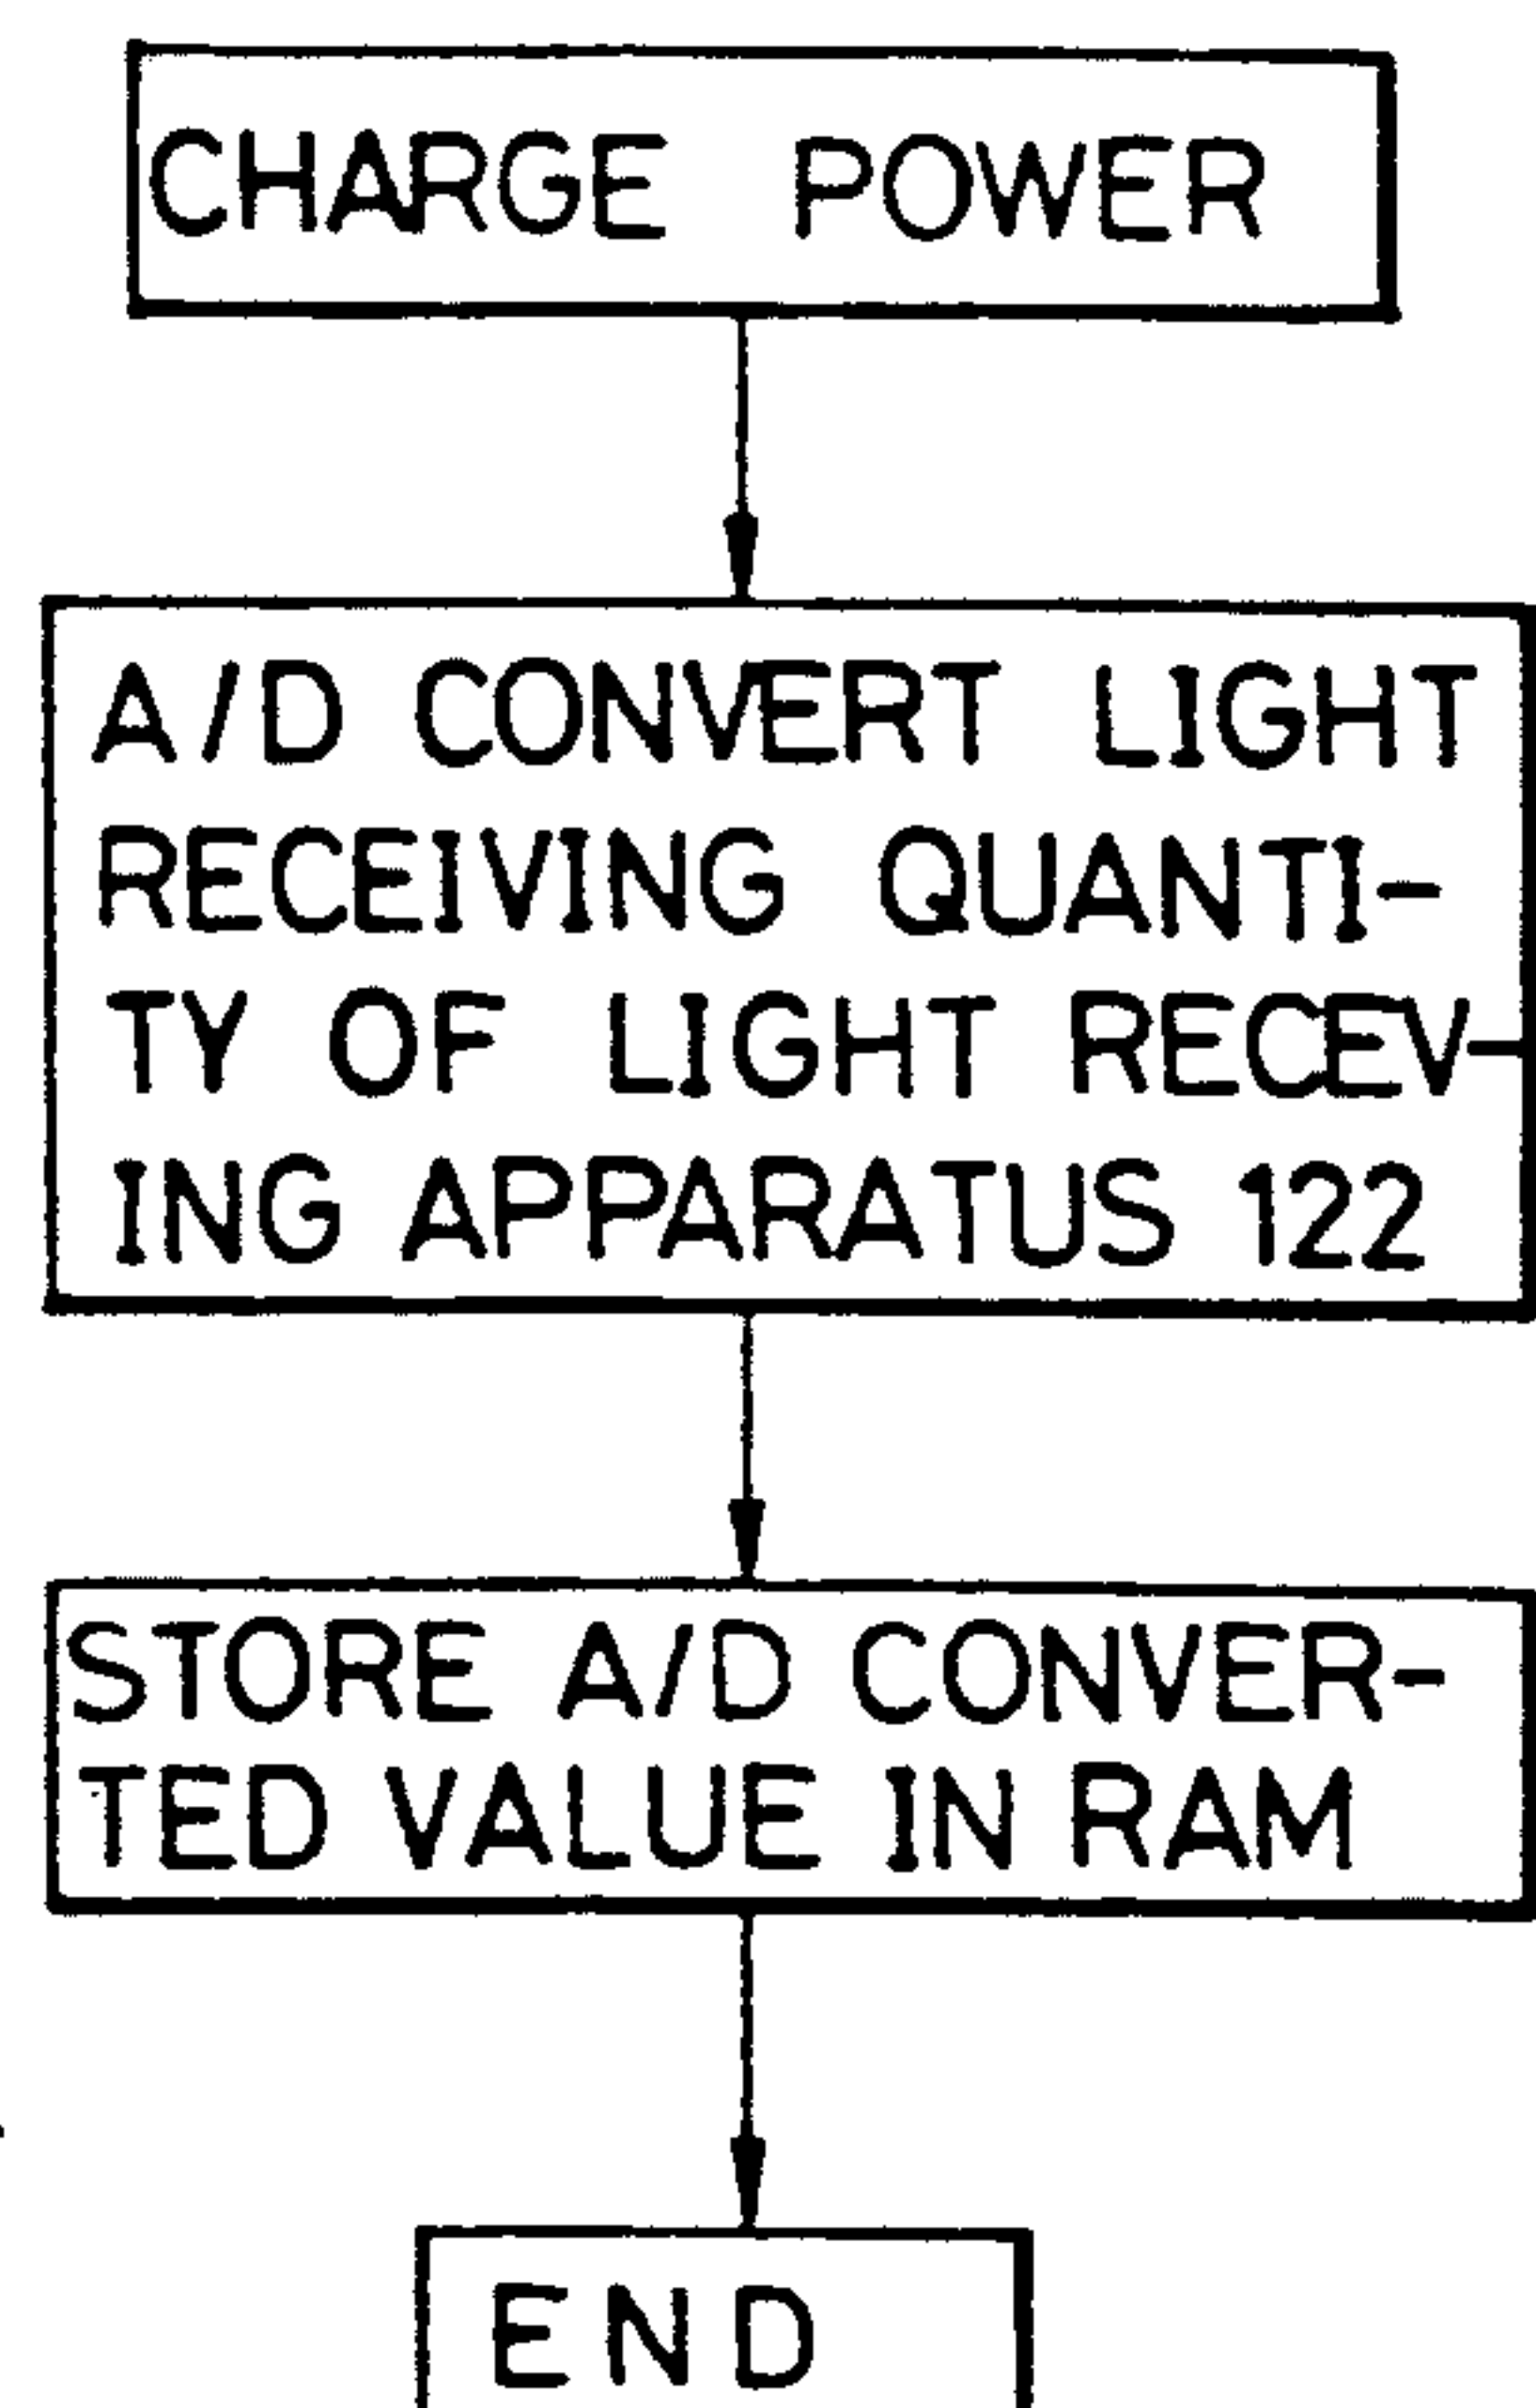 CHARGE POWER
A/D CONVERT LIGHT
RECEIVING QUANTI-
TY OF LIGHT RECEV-
ING APPARATUS 122
STORE A/D CONVER-
TED VALUE IN RAM
END